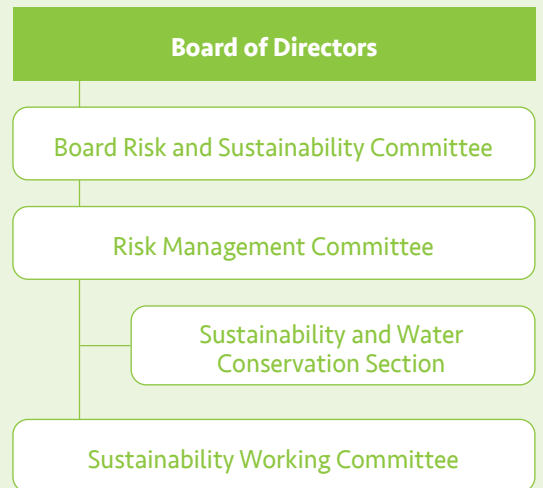 Board of Directors
Board Risk and Sustainability Committee
Risk Management Committee
Sustainability and Water
Conservation Section
Sustainability Working Committee